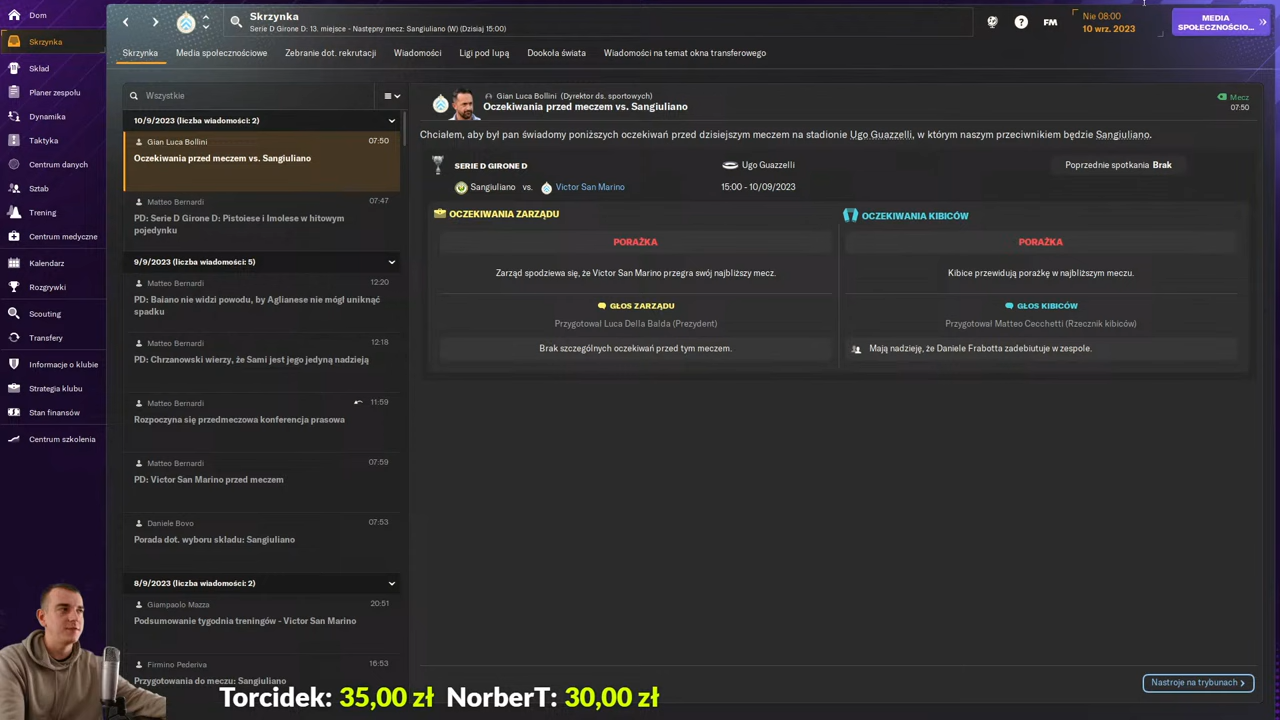 Dom
Skrzynka
Skład
Planer zespołu
Dynamika
Taktyka
Centrum danych
Sztab
Trening
Centrum medyczne
Kalendarz
Rozgrywki
Scouting
Transfery
Informacje o klubie
Strategia klubu
Stan finansów
Centrum szkolenia
Skrzynka
Serie D Girone D: 13. miejsce - Następny mecz: Sangiuliano (W) (Dzisiaj 15:00)
FM
Nie 08:00
10 wrz. 2023
MEDIA
SPOŁECZNOŚCIO...
Skrzynka
Media społecznościowe
Zebranie dot. rekrutacji
Wiadomości
Ligi pod lupą
Dookoła świata
Wiadomości na temat okna transferowego
Wszystkie
10/9/2023 (liczba wiadomości: 2)
Gian Luca Bollini 07:50
Oczekiwania przed meczem vs. Sangiuliano
Matteo Bernardi 07:47
PD: Serie D Girone D: Pistoiese i Imolese w hitowym
pojedynku
9/9/2023 (liczba wiadomości: 5)
Matteo Bernardi 12:20
PD: Baiano nie widzi powodu, by Aglianese nie mógł uniknąć
spadku
Matteo Bernardi 12:18
PD: Chrzanowski wierzy, że Sami jest jego jedyną nadzieją
Matteo Bernardi 11:59
Rozpoczyna się przedmeczowa konferencja prasowa
Matteo Bernardi 07:59
PD: Victor San Marino przed meczem
Daniele Bovo 07:53
Porada dot. wyboru składu: Sangiuliano
8/9/2023 (liczba wiadomości: 2)
Giampaolo Mazza 20:51
Podsumowanie tygodnia treningów - Victor San Marino
Firmino Pederiva 16:53
Przygotowania do meczu: Sangiuliano
Gian Luca Bollini (Dyrektor ds. sportowych)
Oczekiwania przed meczem vs. Sangiuliano
Mecz
07:50
Chciałem, aby był pan świadomy poniższych oczekiwań przed dzisiejszym meczem na stadionie Ugo Guazzelli, w którym naszym przeciwnikiem będzie Sangiuliano.
SERIE D GIRONE D
Ugo Guazzelli
Poprzednie spotkania Brak
Sangiuliano vs. Victor San Marino
15:00 - 10/09/2023
OCZEKIWANIA ZARZĄDU
PORAŻKA
Zarząd spodziewa się, że Victor San Marino przegra swój najbliższy mecz.
GŁOS ZARZĄDU
Przygotował Luca Della Balda (Prezydent)
Brak szczególnych oczekiwań przed tym meczem.
OCZEKIWANIA KIBICÓW
PORAŻKA
Kibice przewidują porażkę w najbliższym meczu.
GŁOS KIBICÓW
Przygotował Matteo Cecchetti (Rzecznik kibiców)
Mają nadzieję, że Daniele Frabotta zadebiutuje w zespole.
Nastroje na trybunach
Torcidek: 35,00 zł NorberT: 30,00 zł